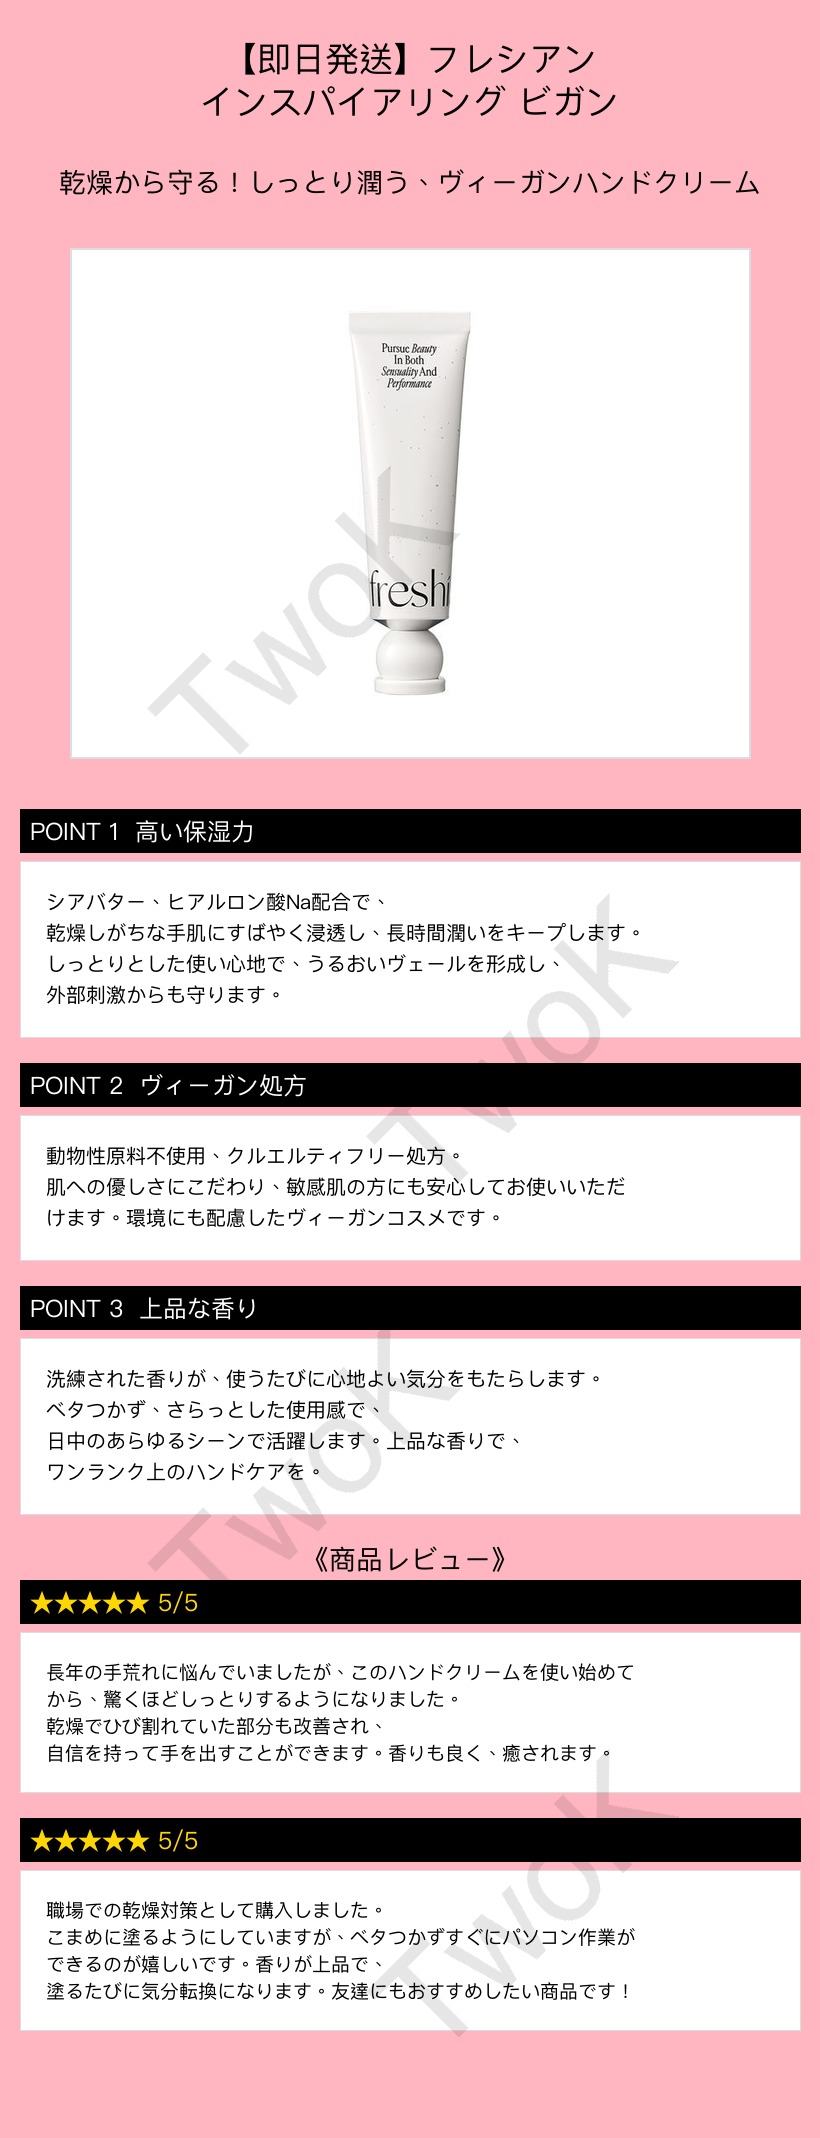 【即日発送】フレシアン
インスパイアリング ビガン
乾燥から守る！しっとり潤う、ヴィーガンハンドクリーム
Pursue Beauty
In Both
Sensuality And
Performance
freshi
TwoK
POINT 1 高い保湿力
シアバター、ヒアルロン酸Na配合で、
乾燥しがちな手肌にすばやく浸透し、長時間潤いをキープします。
しっとりとした使い心地で、うるおいヴェールを形成し、
外部刺激からも守ります。
TwoK
POINT 2 ヴィーガン処方
動物性原料不使用、クルエルティフリー処方。
肌への優しさにこだわり、敏感肌の方にも安心してお使いいただ
けます。環境にも配慮したヴィーガンコスメです。
POINT 3 上品な香り
洗練された香りが、使うたびに心地よい気分をもたらします。
ベタつかず、さらっとした使用感で、
日中のあらゆるシーンで活躍します。上品な香りで、
ワンランク上のハンドケアを。
TwoK
《商品レビュー》
★★★★★ 5/5
長年の手荒れに悩んでいましたが、このハンドクリームを使い始めて
から、驚くほどしっとりするようになりました。
乾燥でひび割れていた部分も改善され、
自信を持って手を出すことができます。香りも良く、癒されます。
★★★★★ 5/5
職場での乾燥対策として購入しました。
こまめに塗るようにしていますが、ベタつかずすぐにパソコン作業が
できるのが嬉しいです。香りが上品で、
塗るたびに気分転換になります。友達にもおすすめしたい商品です！
TwoK